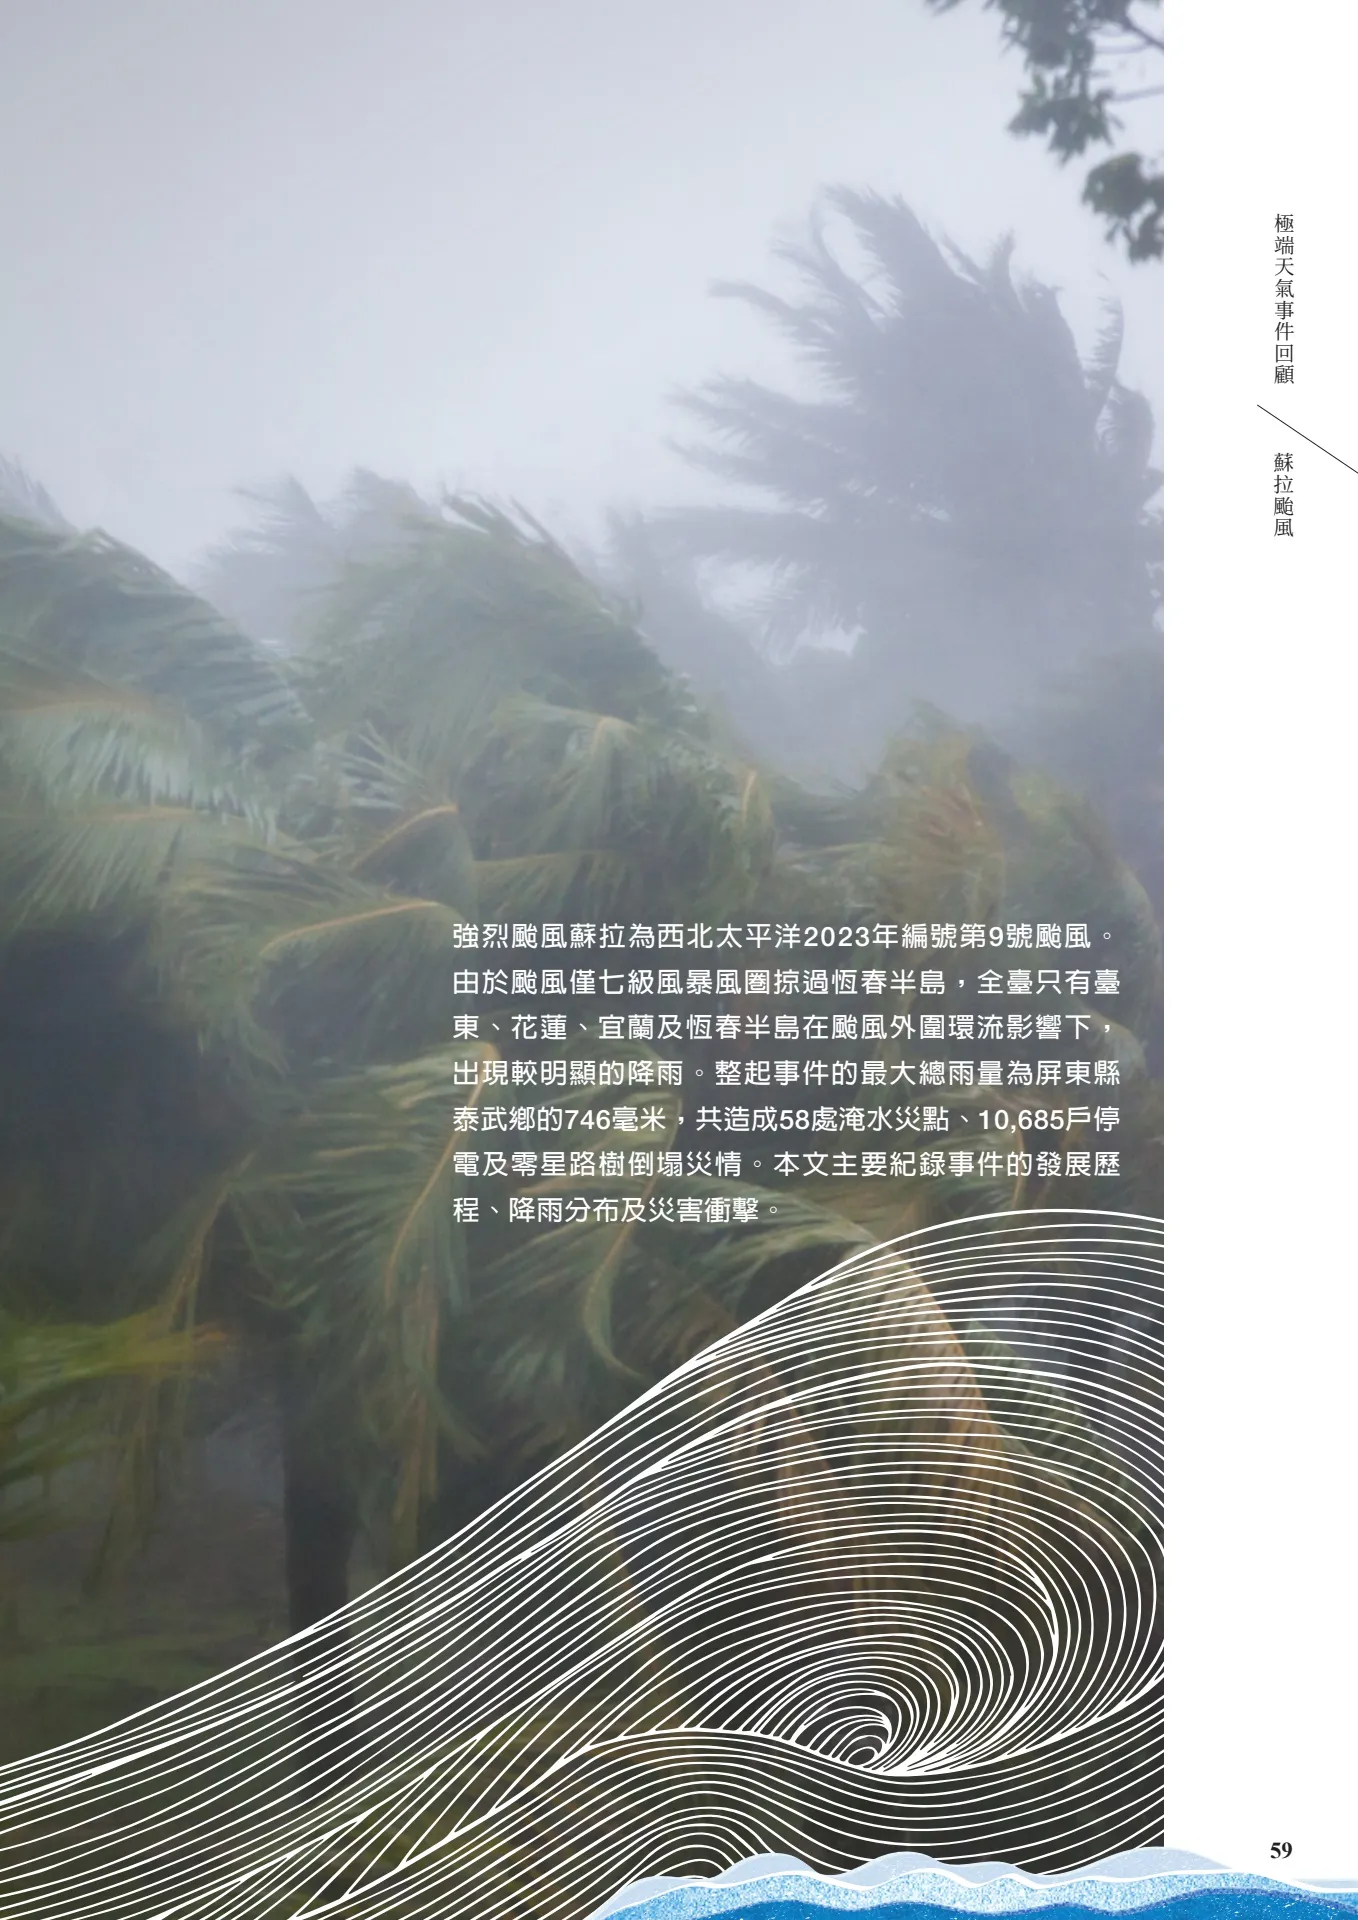 極端天氣事件回顧
蘇拉颱風
強烈颱風蘇拉為西北太平洋2023年編號第9號颱風。
由於颱風僅七級風暴風圈掠過恆春半島，全臺只有臺
東、花蓮、宜蘭及恆春半島在颱風外圍環流影響下，
出現較明顯的降雨。整起事件的最大總雨量為屏東縣
泰武鄉的746毫米，共造成58處淹水災點、10,685戶停
電及零星路樹倒塌災情。本文主要紀錄事件的發展歷
程、降雨分布及災害衝擊。
59